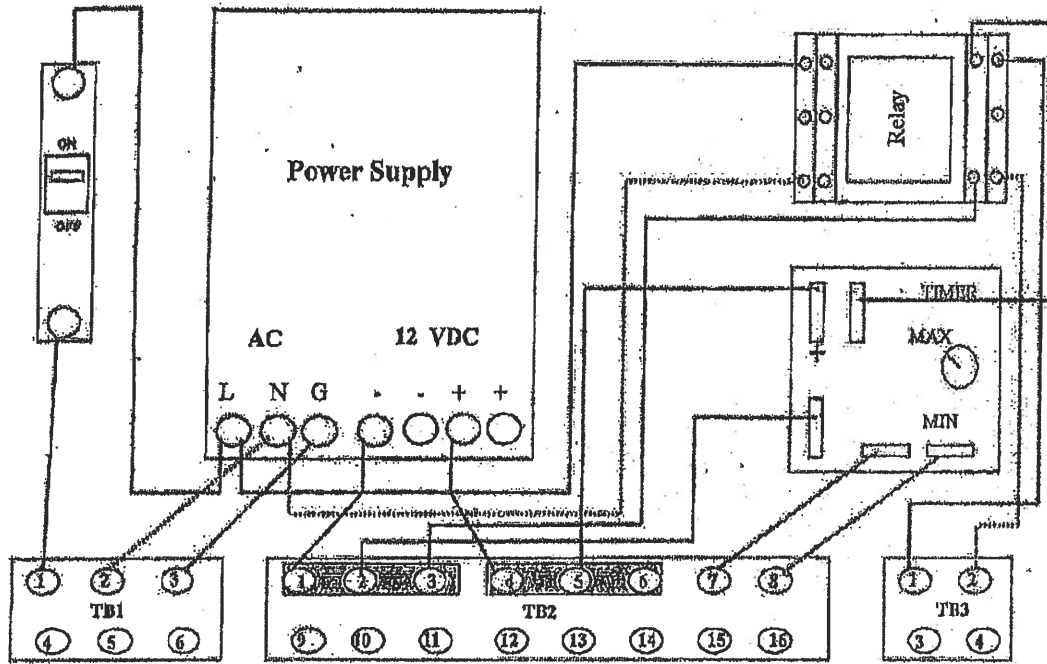 ON
OFF
Power Supply
AC
12 VDC
L N G - - + +
Relay
TIMER
+
MAX
MIN
1 2 3
TB1
4 5 6
1 2 3 4 5 6 7 8
TB2
9 10 11 12 13 14 15 16
1 2
TB3
3 4